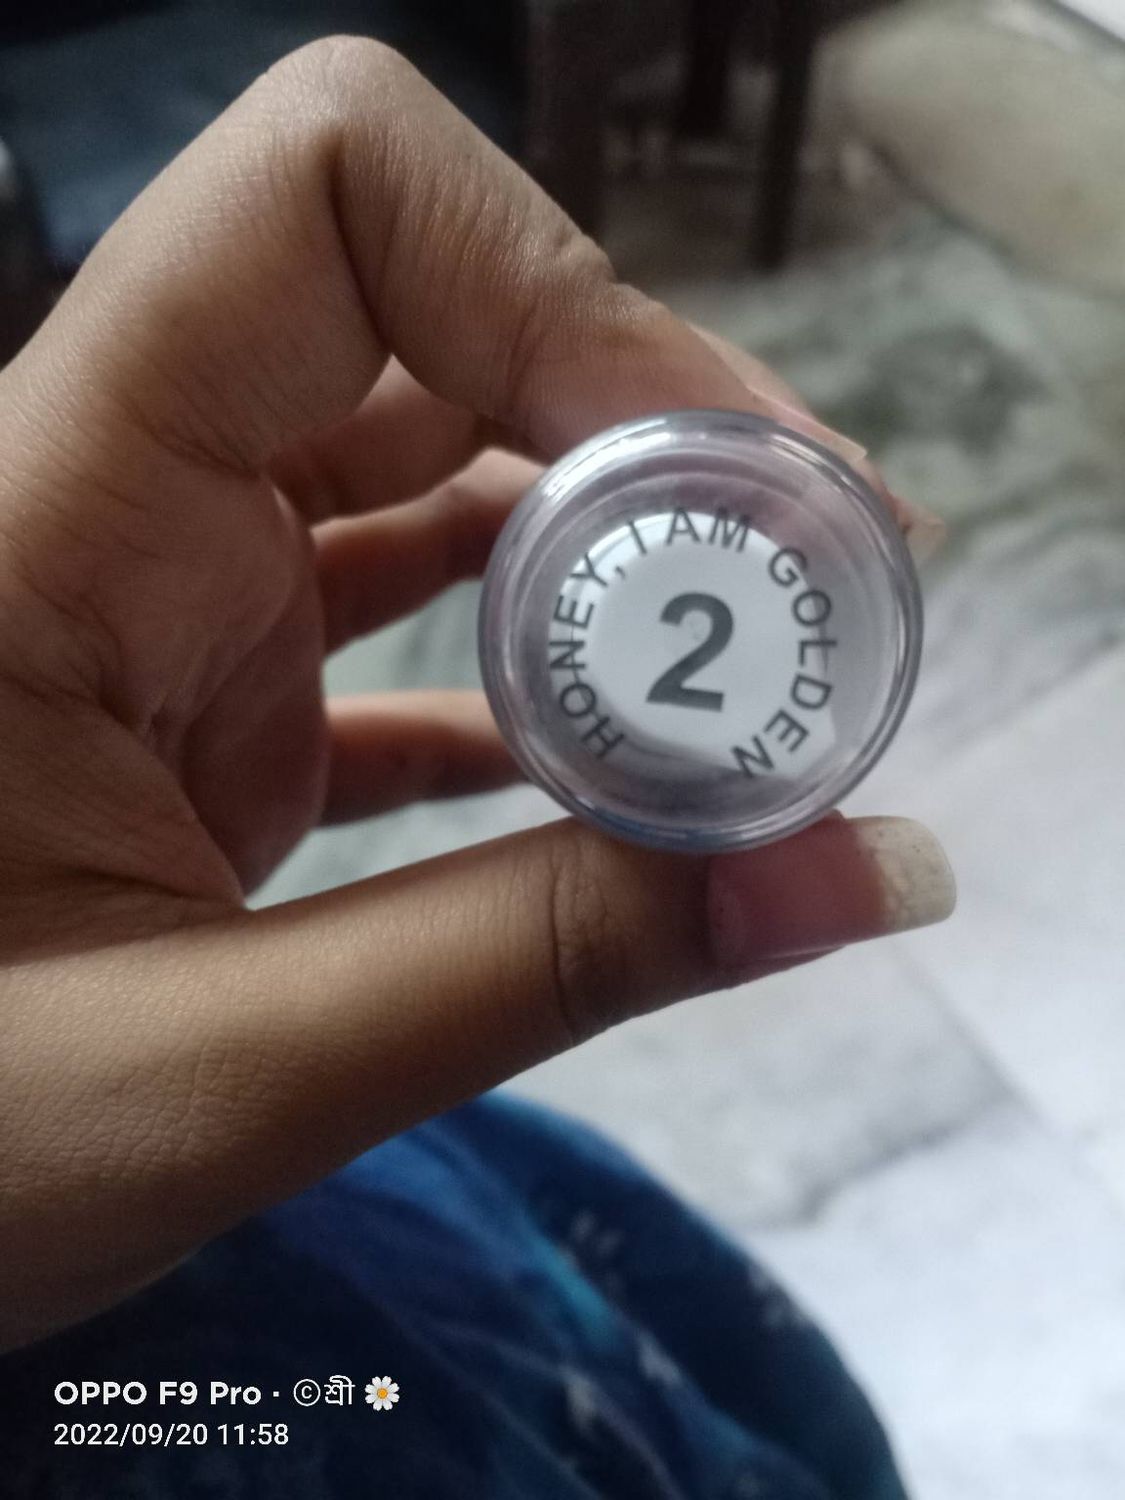 HONEY, I AM GOLDEN
2
OPPO F9 Pro · ©শ্রী 🌼
2022/09/20 11:58